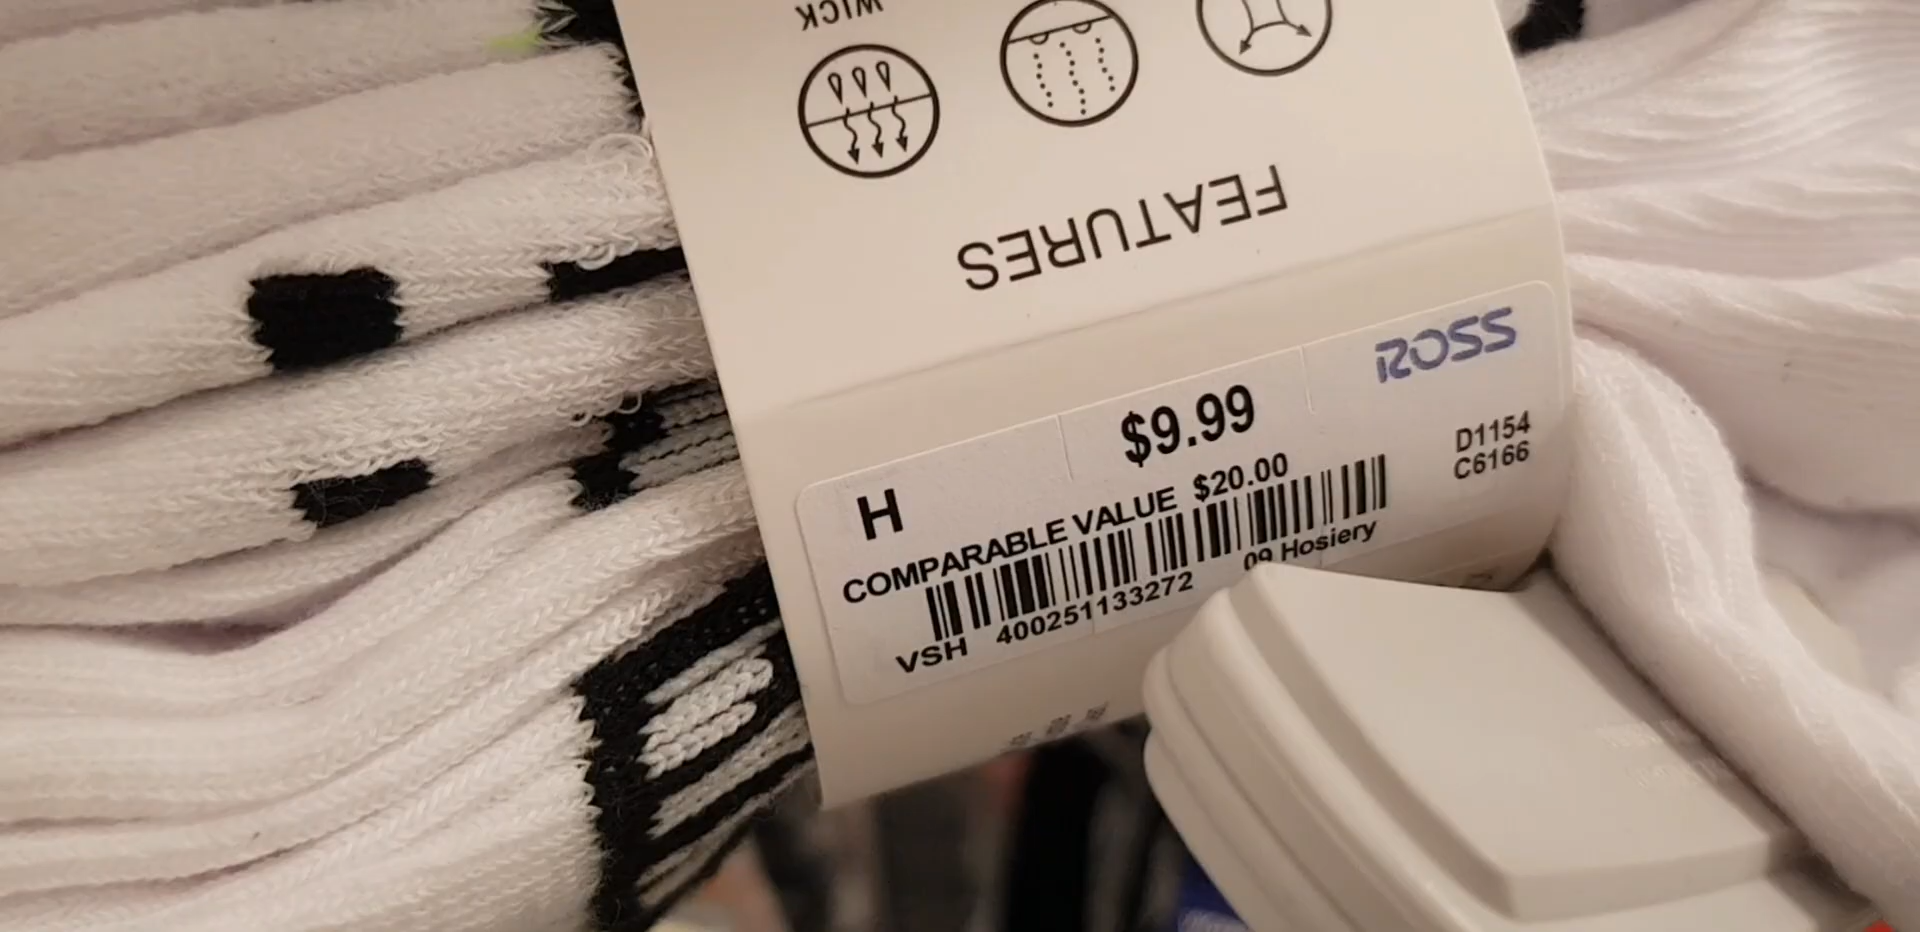 WICK
FEATURES
ROSS
$9.99
H
D1154
C6166
COMPARABLE VALUE $20.00
09 Hosiery
VSH 400251133272